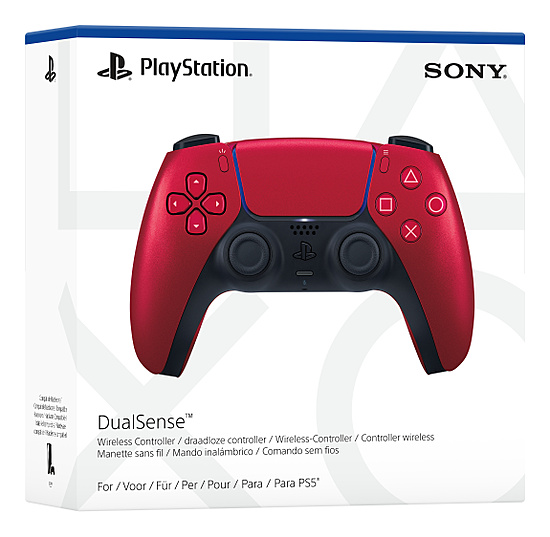 PlayStation®
SONY®
DualSense™
Wireless Controller / draadloze controller / Wireless-Controller / Controller wireless
Manette sans fil / Mando inalámbrico / Comando sem fios
For / Voor / Für / Per / Pour / Para / Para PS5®